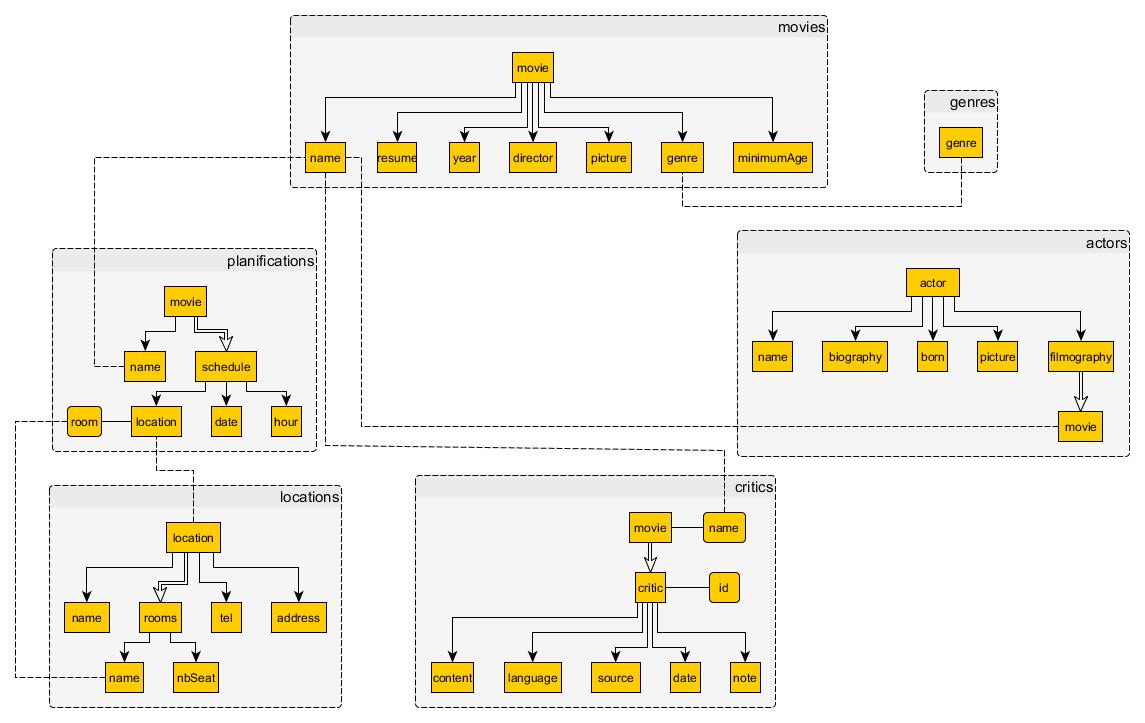 movies
movie
name resume year director picture genre minimumAge
genres
genre
planifications
movie
name schedule
room location date hour
actors
actor
name biography born picture filmography
movie
locations
location
name rooms tel address
name nbSeat
critics
movie name
critic id
content language source date note